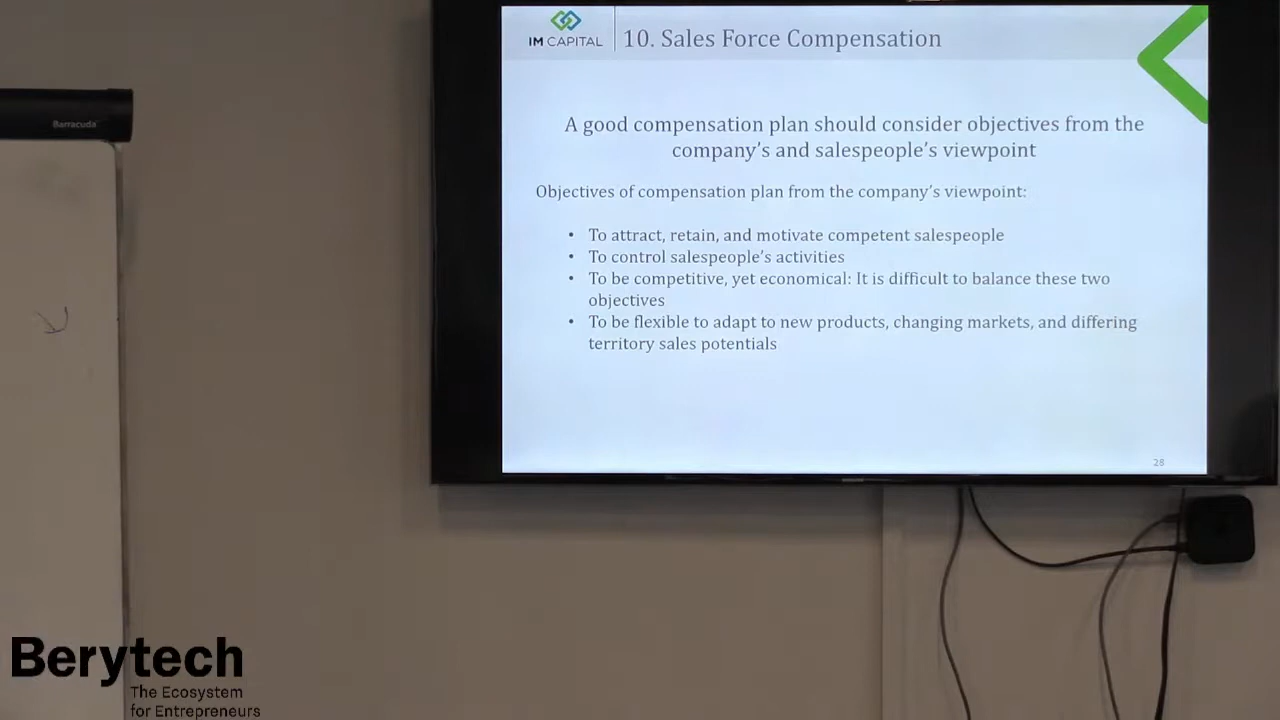 IM CAPITAL
10. Sales Force Compensation
Barracuda
A good compensation plan should consider objectives from the
company's and salespeople's viewpoint
Objectives of compensation plan from the company's viewpoint:
• To attract, retain, and motivate competent salespeople
• To control salespeople's activities
• To be competitive, yet economical: It is difficult to balance these two
objectives
• To be flexible to adapt to new products, changing markets, and differing
territory sales potentials
28
Berytech
The Ecosystem
for Entrepreneurs